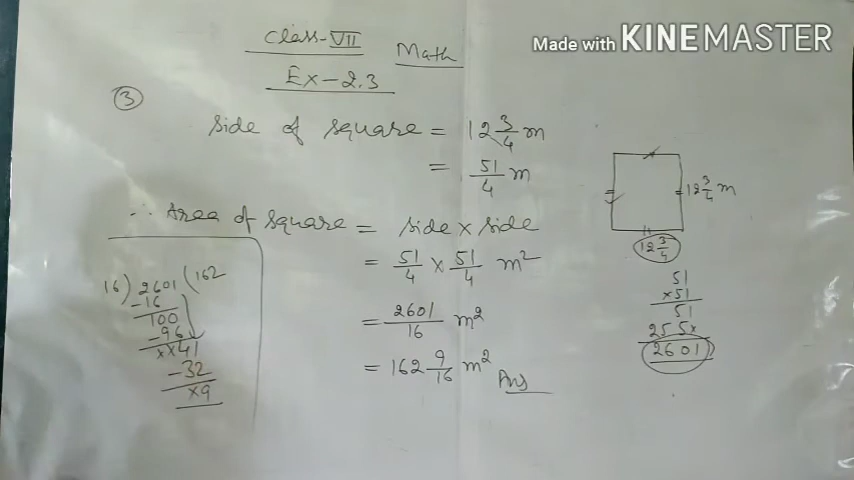 Class-VII Math
Made with KINEMASTER
Ex-2.3
3
Side of square = 12 3/4 m
= 51/4 m
12 3/4 m
12 3/4
∴ Area of square = side × side
= 51/4 × 51/4 m²
= 2601/16 m²
= 162 9/16 m² Ans
16) 2601 (162
-16
100
-96
××41
-32
×9
51
×51
51
255×
2601